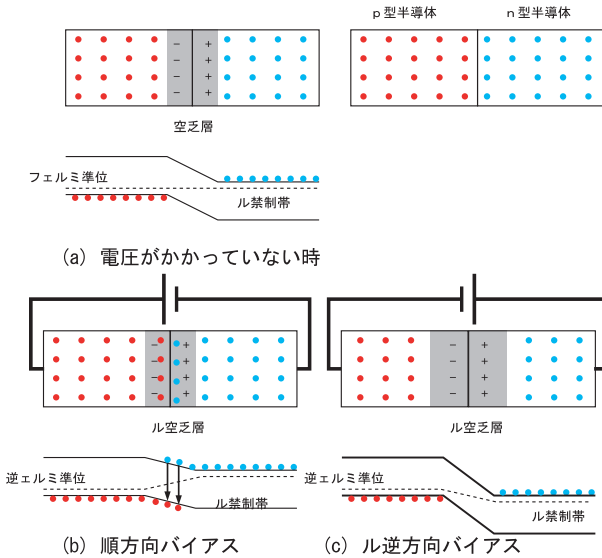 p型半導体 n型半導体
− + 
− + 
− + 
− + 
空乏層
フェルミ準位
ル禁制帯
(a) 電圧がかかっていない時
− + 
− + 
− + 
− + 
ル空乏層
逆ェルミ準位
ル禁制帯
(b) 順方向バイアス
− + 
− + 
− + 
− + 
ル空乏層
逆ェルミ準位
ル禁制帯
(c) ル逆方向バイアス